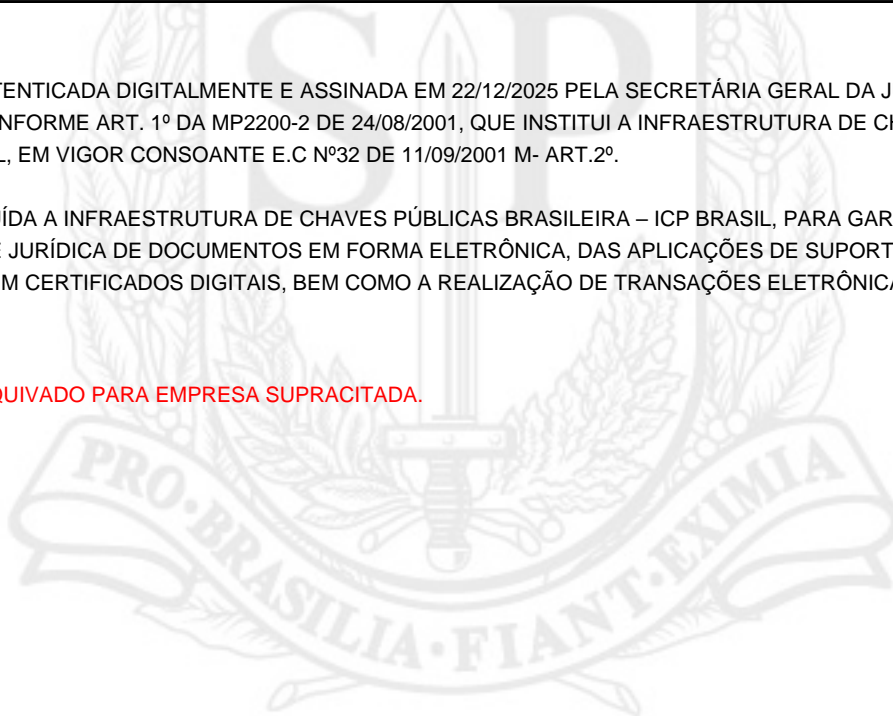 TENTICADA DIGITALMENTE E ASSINADA EM 22/12/2025 PELA SECRETÁRIA GERAL DA J
NFORME ART. 1º DA MP2200-2 DE 24/08/2001, QUE INSTITUI A INFRAESTRUTURA DE CH
L, EM VIGOR CONSOANTE E.C Nº32 DE 11/09/2001 M- ART.2º.
UÍDA A INFRAESTRUTURA DE CHAVES PÚBLICAS BRASILEIRA – ICP BRASIL, PARA GAR
E JURÍDICA DE DOCUMENTOS EM FORMA ELETRÔNICA, DAS APLICAÇÕES DE SUPORT
M CERTIFICADOS DIGITAIS, BEM COMO A REALIZAÇÃO DE TRANSAÇÕES ELETRÔNICA
QUIVADO PARA EMPRESA SUPRACITADA.
SP
PRO·BRASILIA·FIANT·EXIMIA